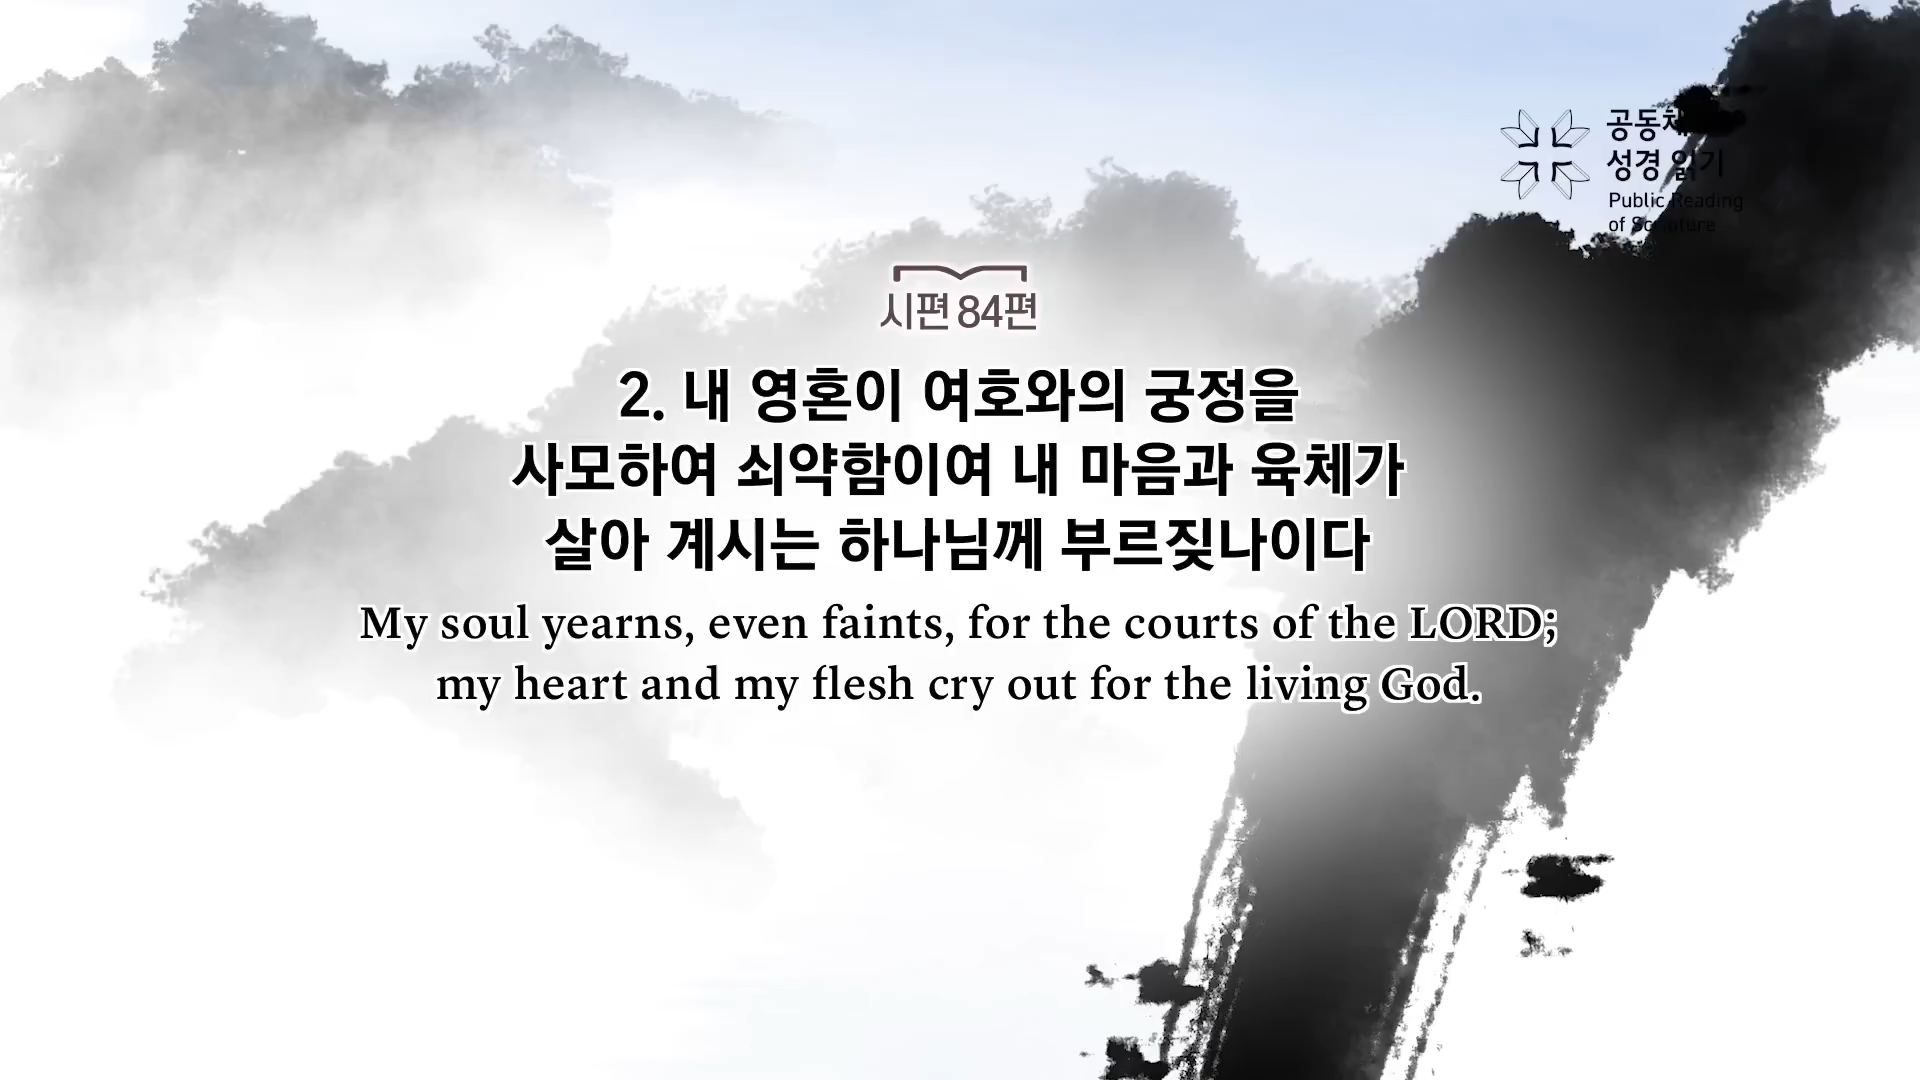 공동체
성경 읽기
Public Reading
of Scripture
시편 84편
2. 내 영혼이 여호와의 궁정을
사모하여 쇠약함이여 내 마음과 육체가
살아 계시는 하나님께 부르짖나이다
My soul yearns, even faints, for the courts of the LORD;
my heart and my flesh cry out for the living God.